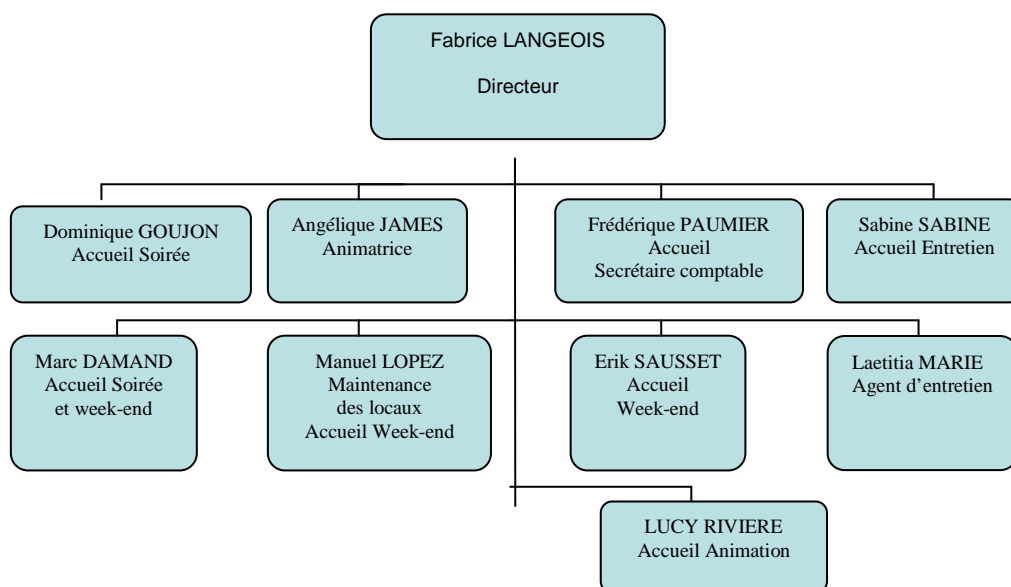 Fabrice LANGEOIS
Directeur
Dominique GOUJON
Accueil Soirée
Angélique JAMES
Animatrice
Frédérique PAUMIER
Accueil
Secrétaire comptable
Sabine SABINE
Accueil Entretien
Marc DAMAND
Accueil Soirée
et week-end
Manuel LOPEZ
Maintenance
des locaux
Accueil Week-end
Erik SAUSSET
Accueil
Week-end
Laetitia MARIE
Agent d’entretien
LUCY RIVIERE
Accueil Animation